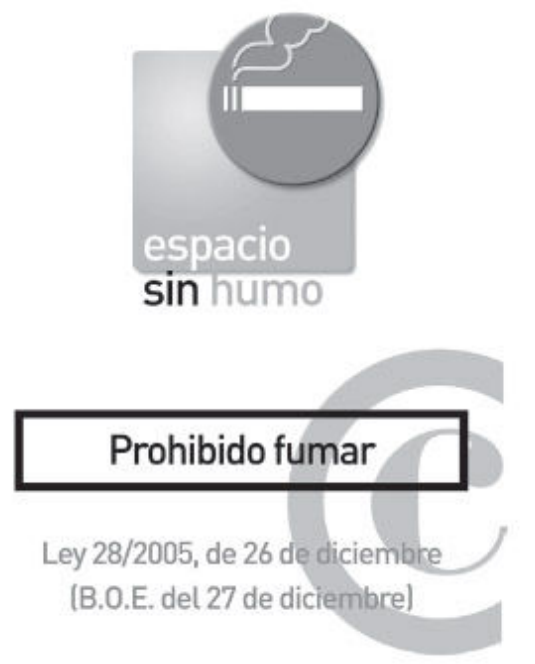 espacio
sin humo
Prohibido fumar
Ley 28/2005, de 26 de diciembre
(B.O.E. del 27 de diciembre)